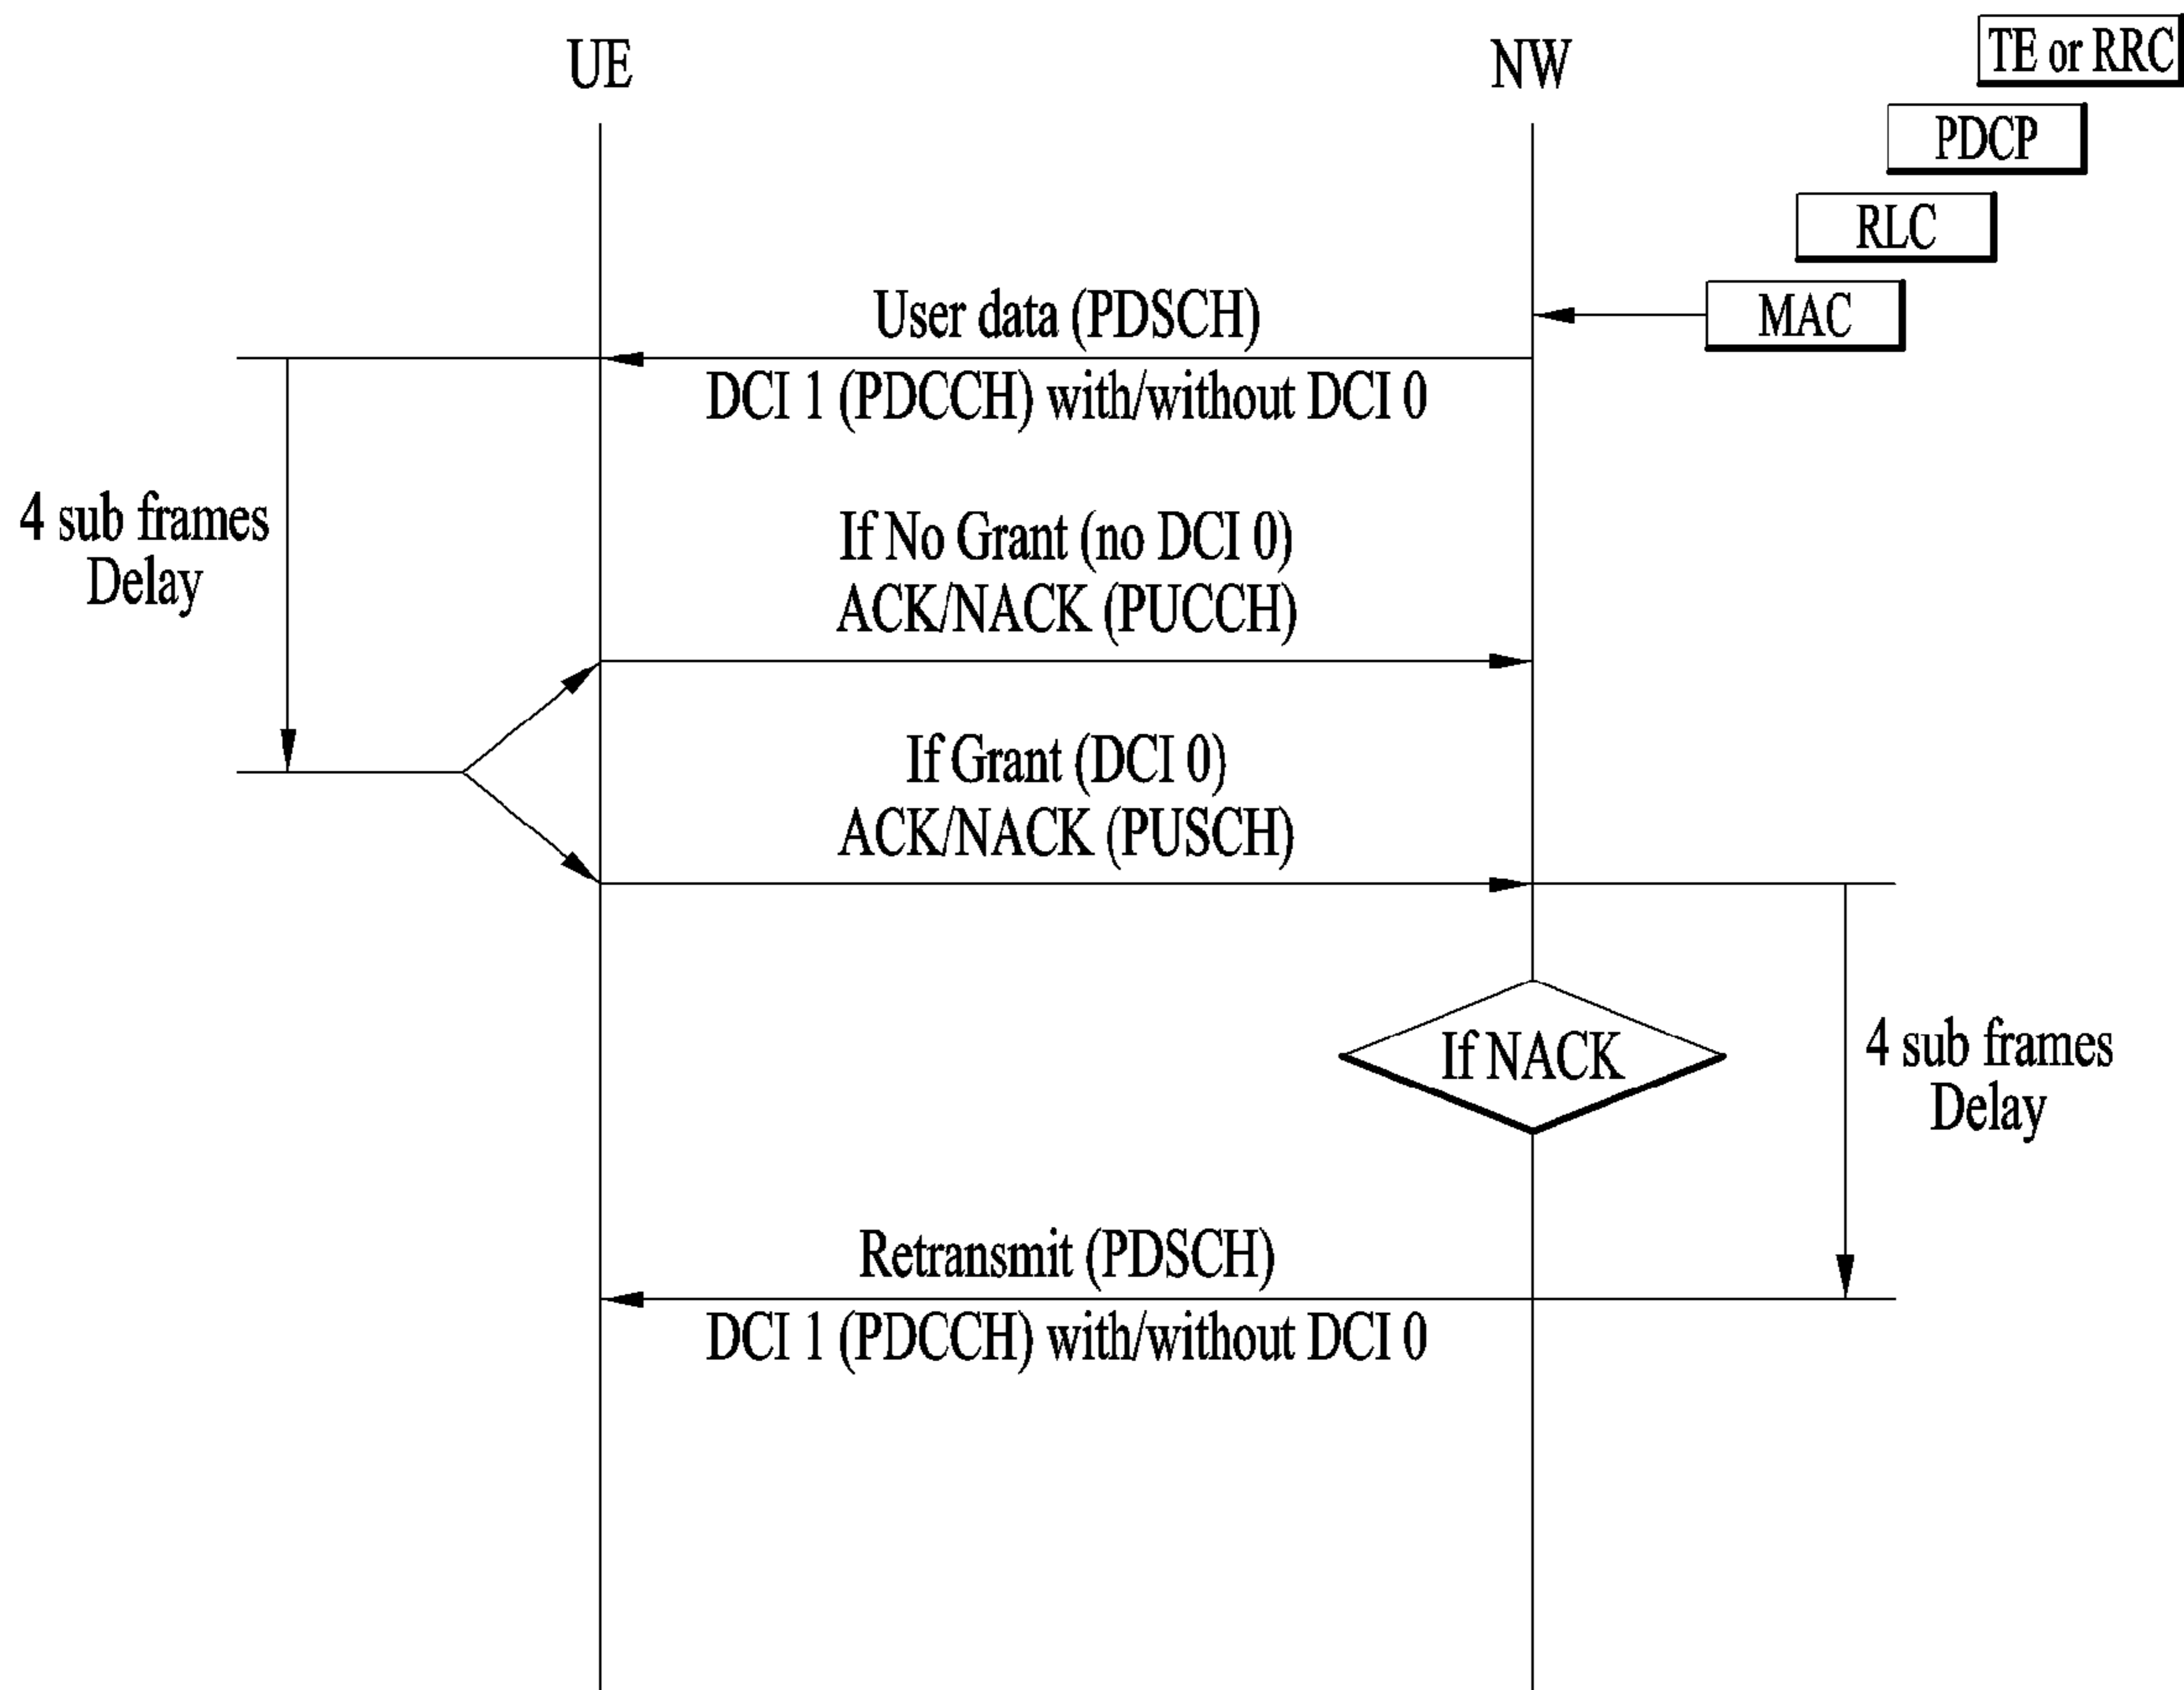 UE
NW
TE or RRC
PDCP
RLC
MAC
User data (PDSCH)
DCI 1 (PDCCH) with/without DCI 0
4 sub frames
Delay
If No Grant (no DCI 0)
ACK/NACK (PUCCH)
If Grant (DCI 0)
ACK/NACK (PUSCH)
If NACK
4 sub frames
Delay
Retransmit (PDSCH)
DCI 1 (PDCCH) with/without DCI 0